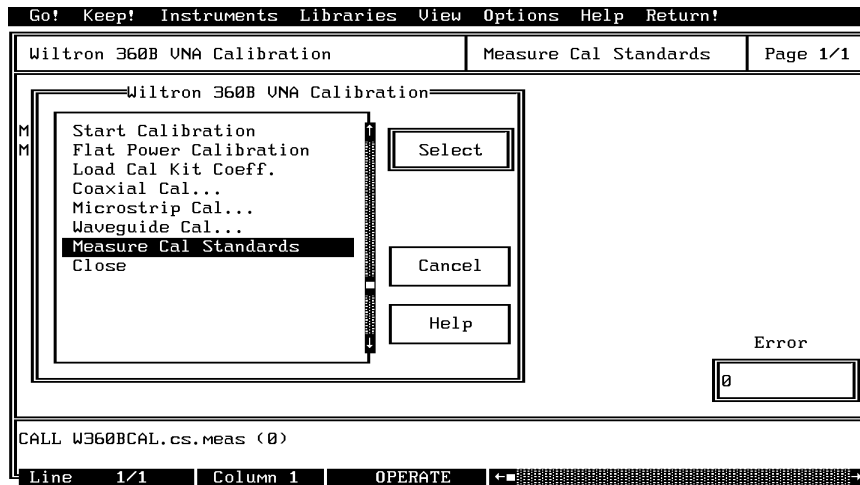 Go! Keep! Instruments Libraries View Options Help Return!
Wiltron 360B VNA Calibration
Measure Cal Standards
Page 1/1
Wiltron 360B VNA Calibration
M
M
Start Calibration
Flat Power Calibration
Load Cal Kit Coeff.
Coaxial Cal...
Microstrip Cal...
Waveguide Cal...
Measure Cal Standards
Close
Select
Cancel
Help
Error
0
CALL W360BCAL.cs.meas (0)
Line 1/1 Column 1 OPERATE